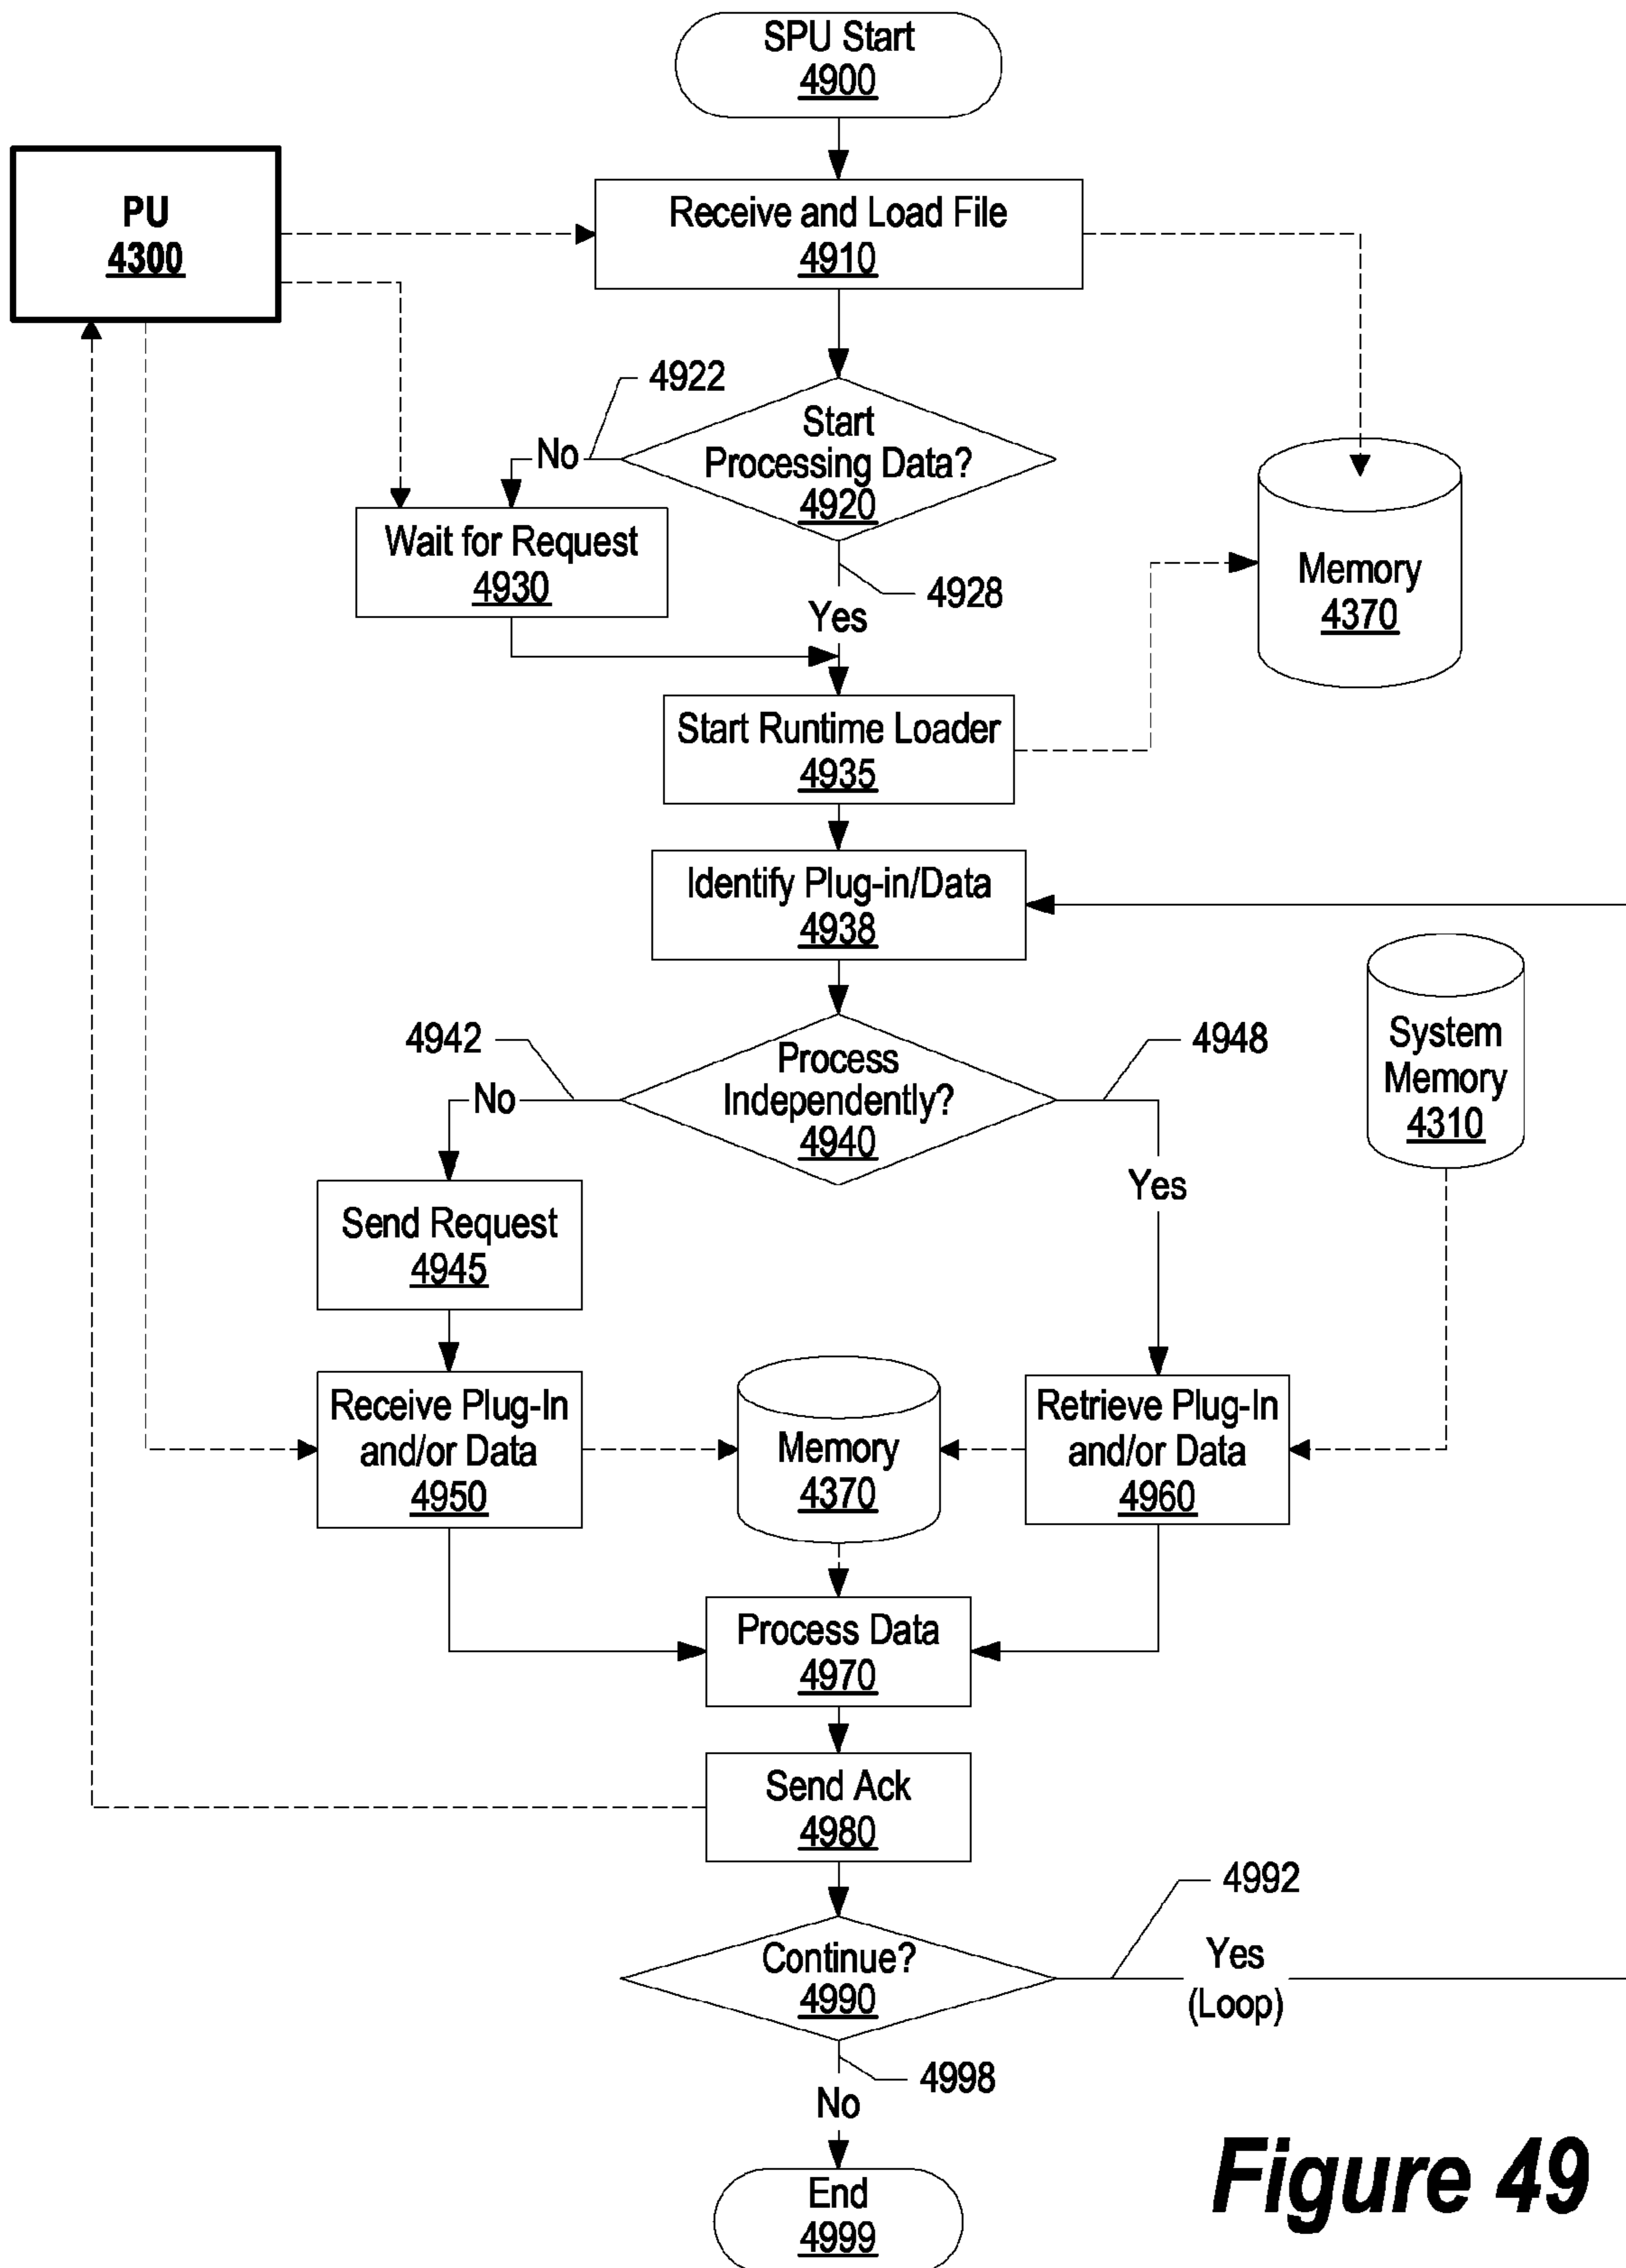 SPU Start
4900
PU
4300
Receive and Load File
4910
4922
Start
Processing Data?
4920
No
Wait for Request
4930
4928
Yes
Memory
4370
Start Runtime Loader
4935
Identify Plug-in/Data
4938
4942
Process
Independently?
4940
4948
System
Memory
4310
No
Yes
Send Request
4945
Receive Plug-In
and/or Data
4950
Memory
4370
Retrieve Plug-In
and/or Data
4960
Process Data
4970
Send Ack
4980
4992
Continue?
4990
Yes
(Loop)
4998
No
End
4999
Figure 49